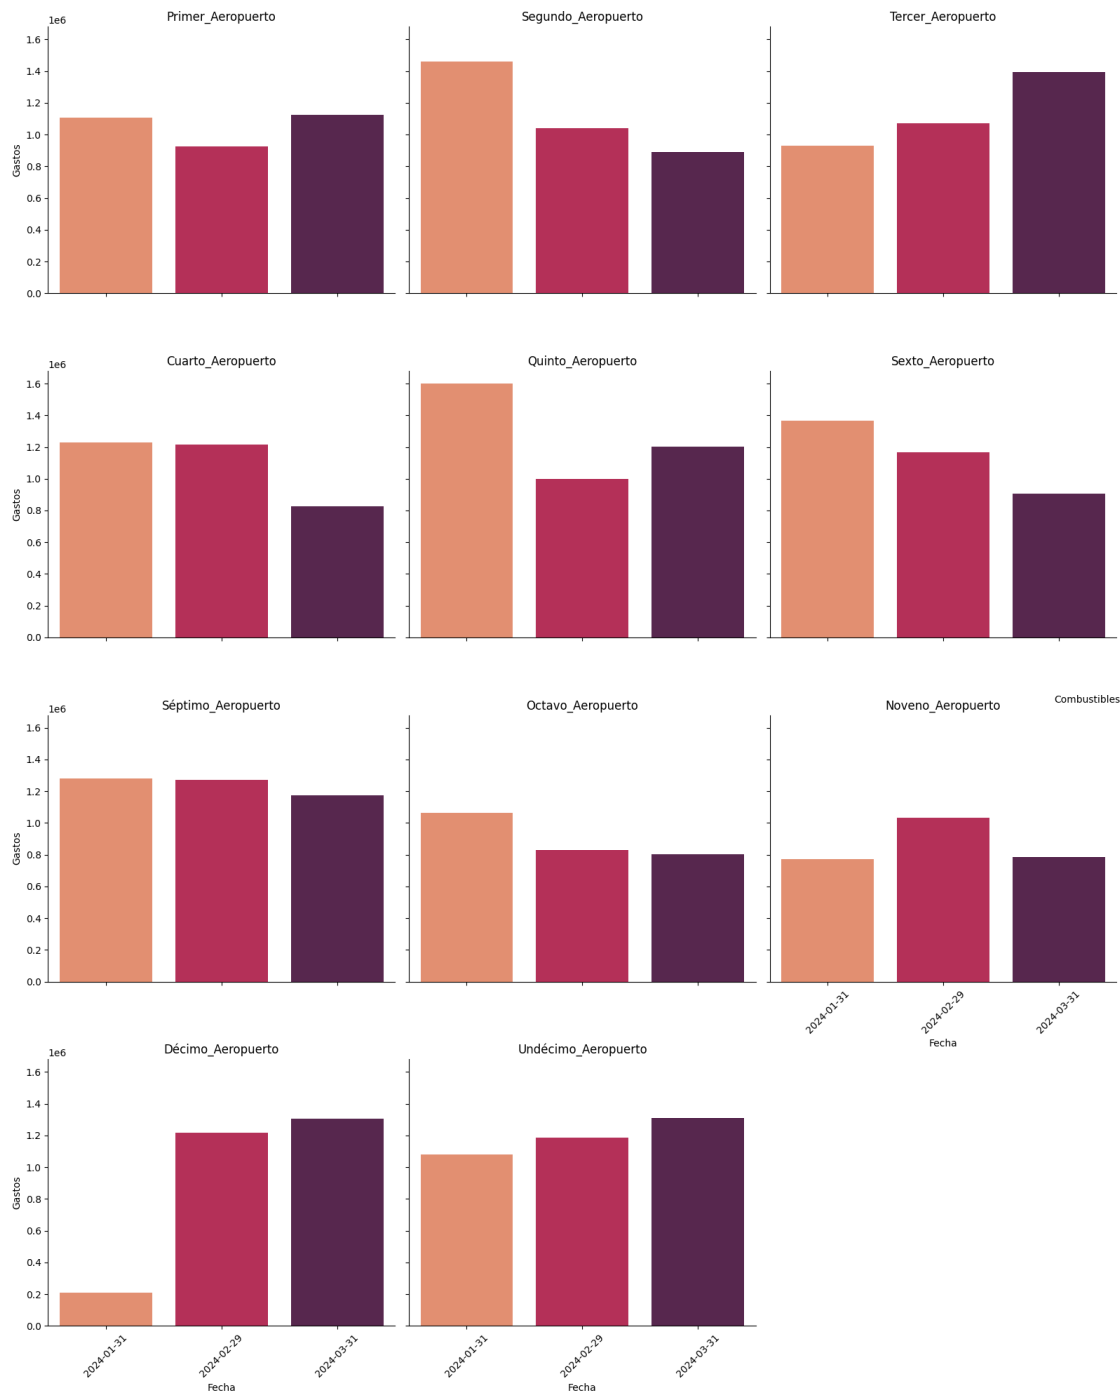 Primer_Aeropuerto
Segundo_Aeropuerto
Tercer_Aeropuerto
1e6
1.6
1.4
1.2
1.0
0.8
0.6
0.4
0.2
0.0
Gastos
Cuarto_Aeropuerto
Quinto_Aeropuerto
Sexto_Aeropuerto
1e6
1.6
1.4
1.2
1.0
0.8
0.6
0.4
0.2
0.0
Gastos
Combustibles
Séptimo_Aeropuerto
Octavo_Aeropuerto
Noveno_Aeropuerto
1e6
1.6
1.4
1.2
1.0
0.8
0.6
0.4
0.2
0.0
Gastos
2024-01-31
2024-02-29
2024-03-31
Fecha
Décimo_Aeropuerto
Undécimo_Aeropuerto
1e6
1.6
1.4
1.2
1.0
0.8
0.6
0.4
0.2
0.0
Gastos
2024-01-31
2024-02-29
2024-03-31
Fecha
2024-01-31
2024-02-29
2024-03-31
Fecha